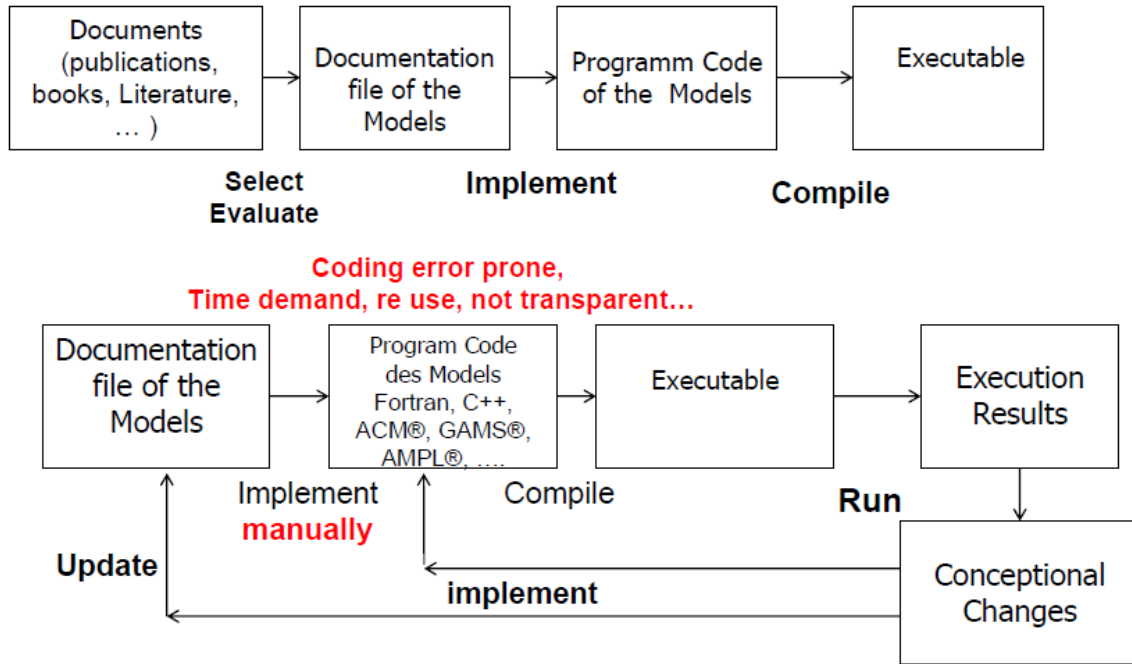 Documents
(publications,
books, Literature,
… )
Documentation
file of the
Models
Programm Code
of the Models
Executable
Select
Evaluate
Implement
Compile
Coding error prone,
Time demand, re use, not transparent…
Documentation
file of the
Models
Program Code
des Models
Fortran, C++,
ACM®, GAMS®,
AMPL®, ….
Executable
Execution
Results
Implement
manually
Compile
Run
Update
implement
Conceptional
Changes